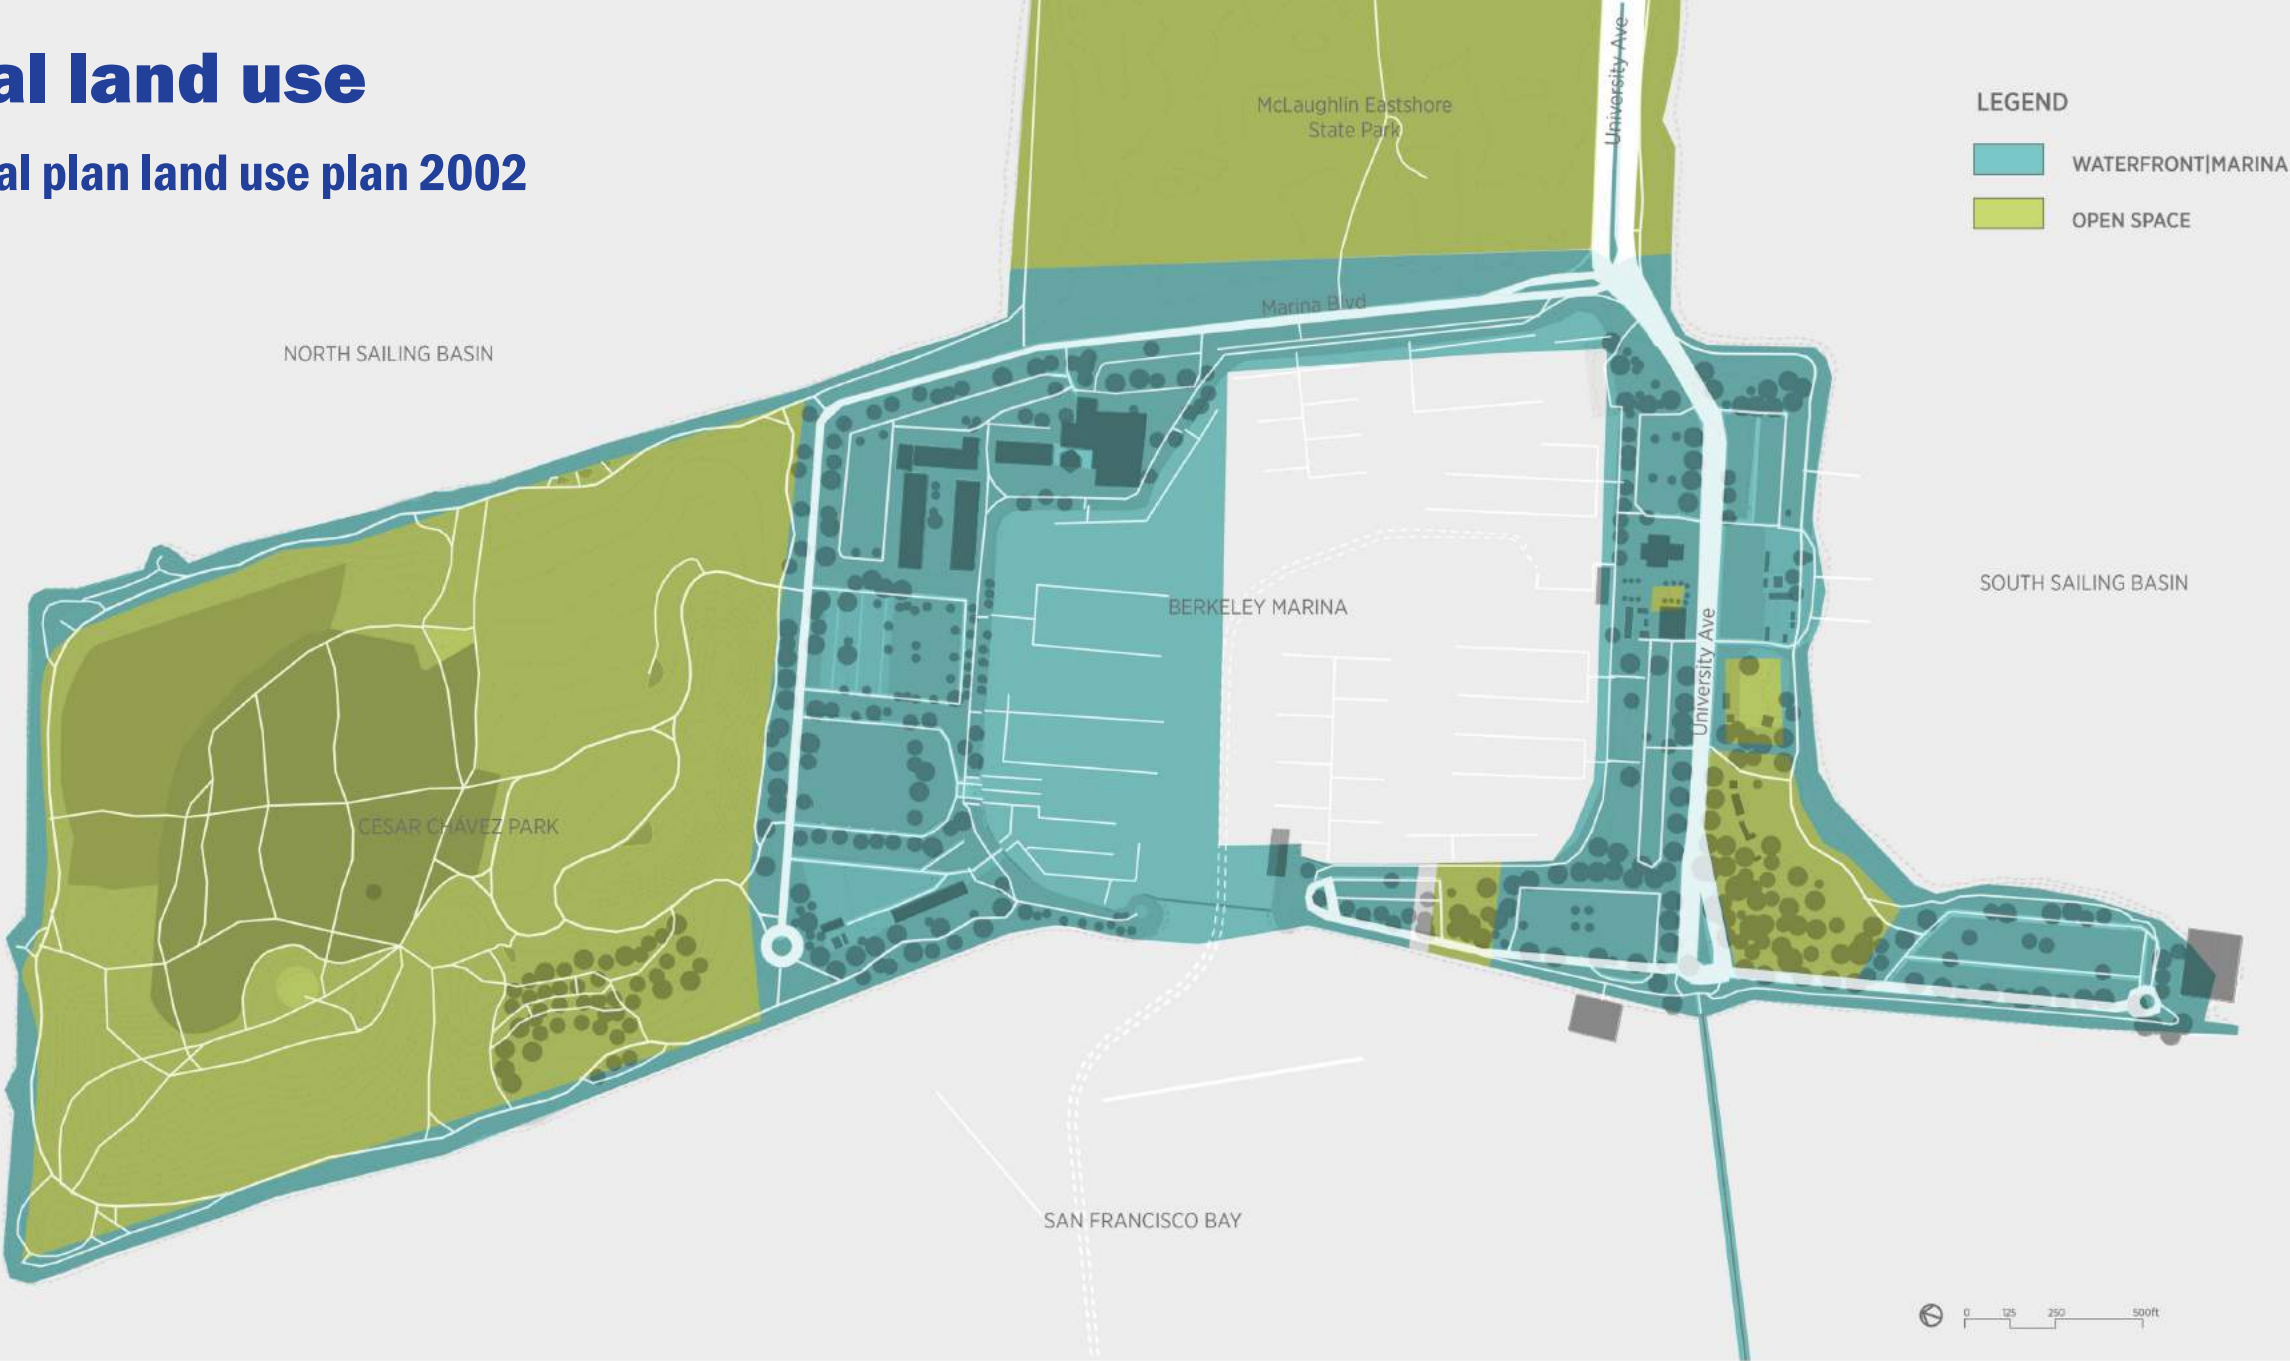 al land use
al plan land use plan 2002
McLaughlin Eastshore
State Park
University Ave
LEGEND
WATERFRONT|MARINA
OPEN SPACE
Marina Blvd
NORTH SAILING BASIN
BERKELEY MARINA
SOUTH SAILING BASIN
University Ave
CÉSAR CHÁVEZ PARK
SAN FRANCISCO BAY
0 125 250 500ft